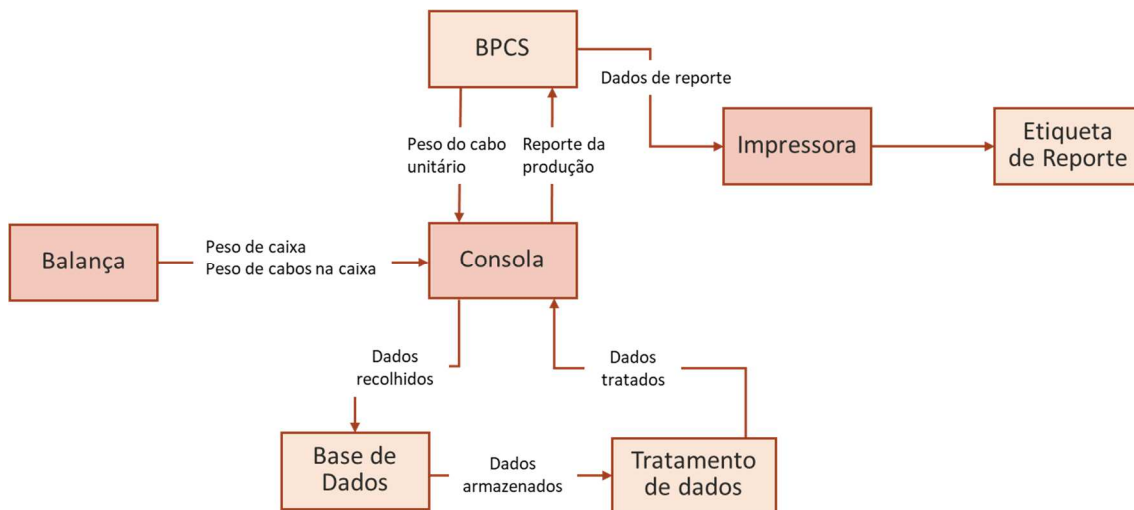 BPCS
Dados de reporte
Peso do cabo
unitário
Reporte da
produção
Impressora
Etiqueta
de Reporte
Balança
Peso de caixa
Peso de cabos na caixa
Consola
Dados
recolhidos
Dados
tratados
Base de
Dados
Dados
armazenados
Tratamento
de dados